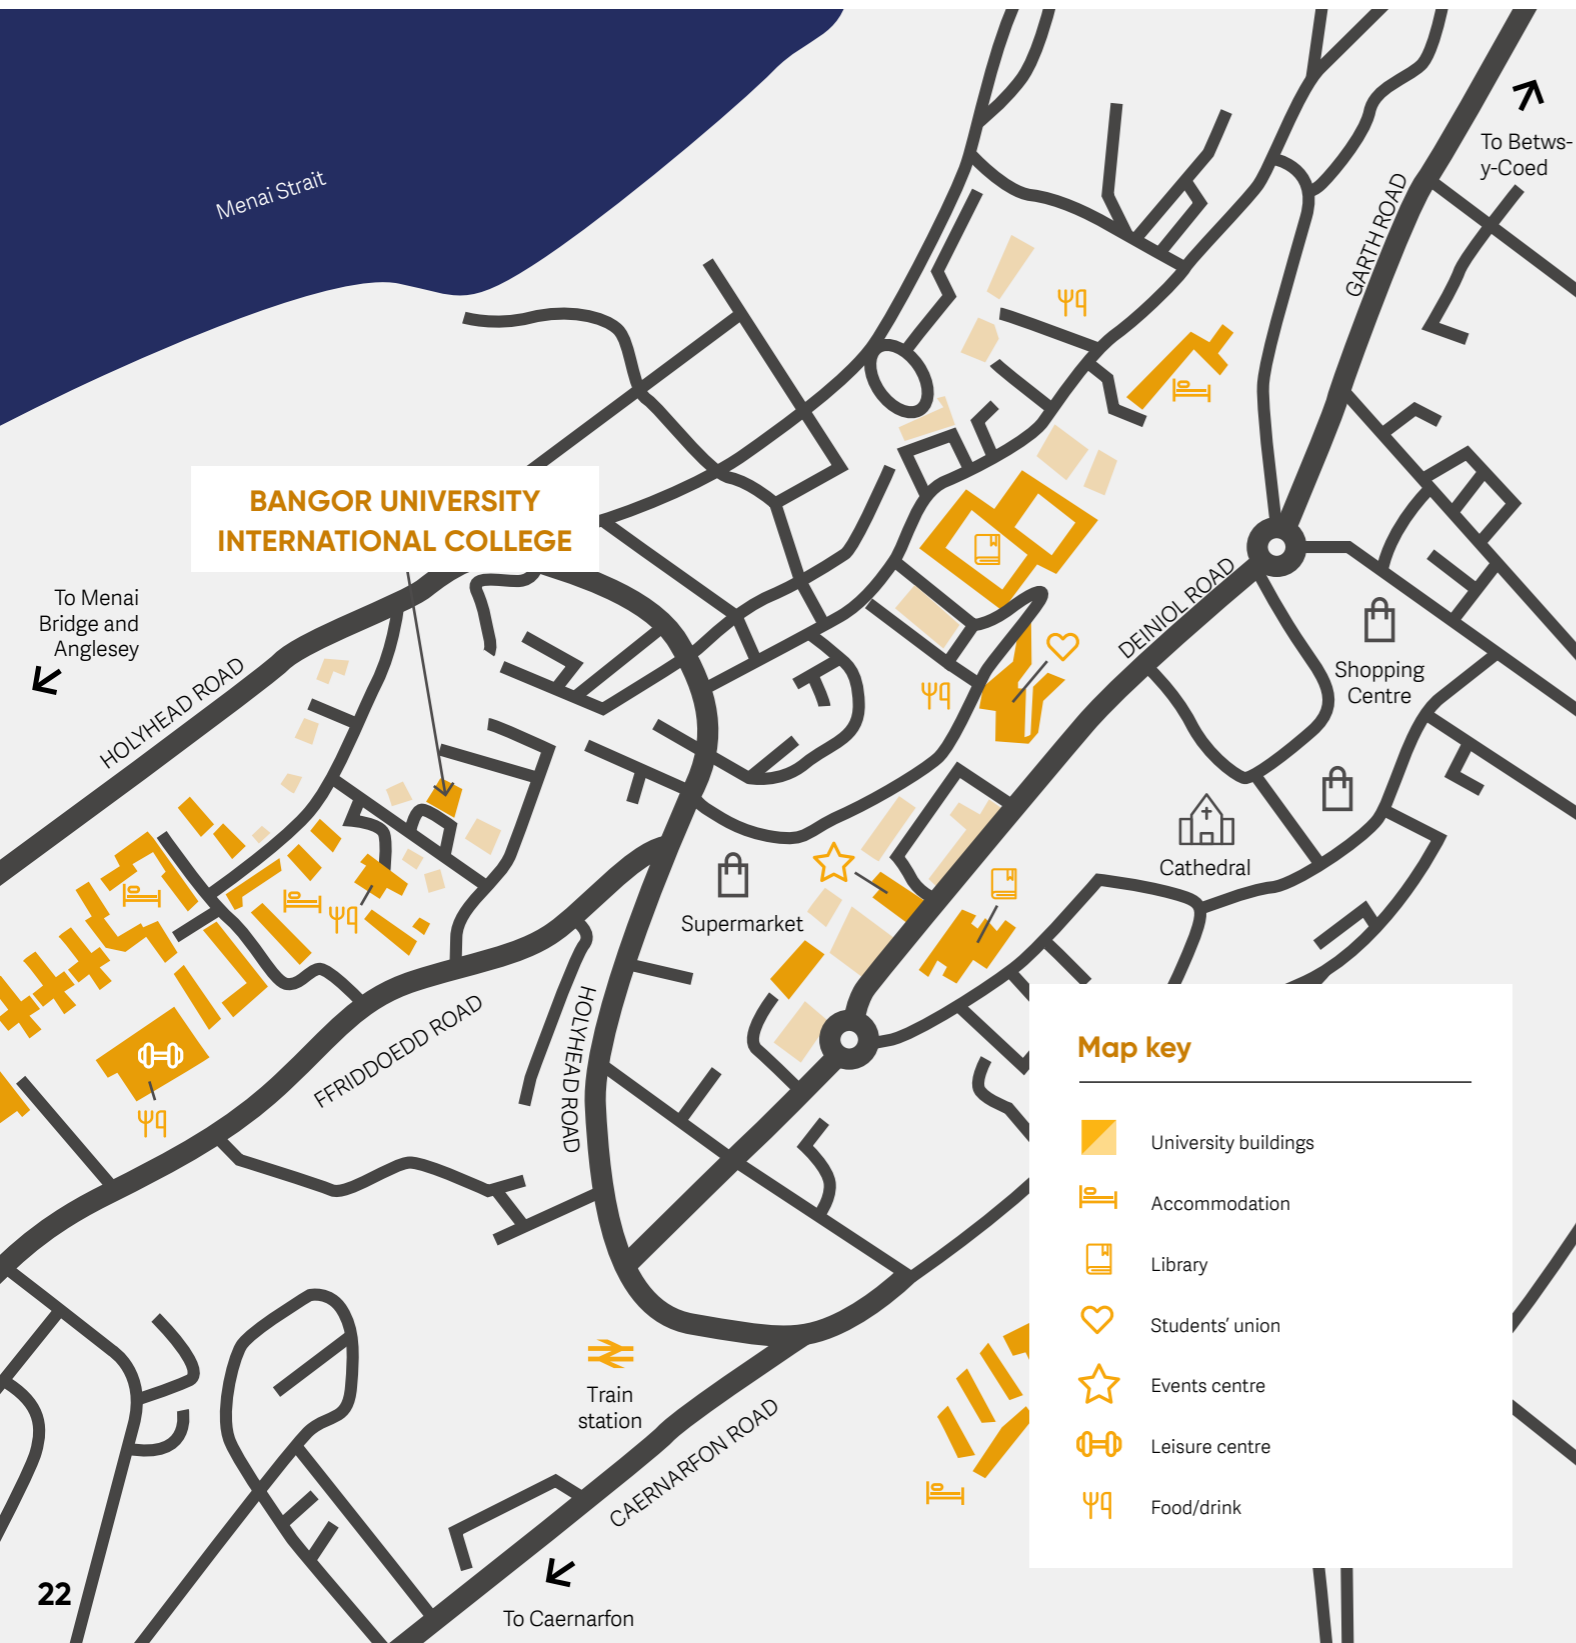 Menai Strait
To Betws-
y-Coed
GARTH ROAD
BANGOR UNIVERSITY
INTERNATIONAL COLLEGE
To Menai
Bridge and
Anglesey
HOLYHEAD ROAD
DEINIOL ROAD
Shopping
Centre
Cathedral
Supermarket
FFRIDDOEDD ROAD
HOLYHEAD ROAD
Train
station
CAERNARFON ROAD
To Caernarfon
Map key
University buildings
Accommodation
Library
Students’ union
Events centre
Leisure centre
Food/drink
22